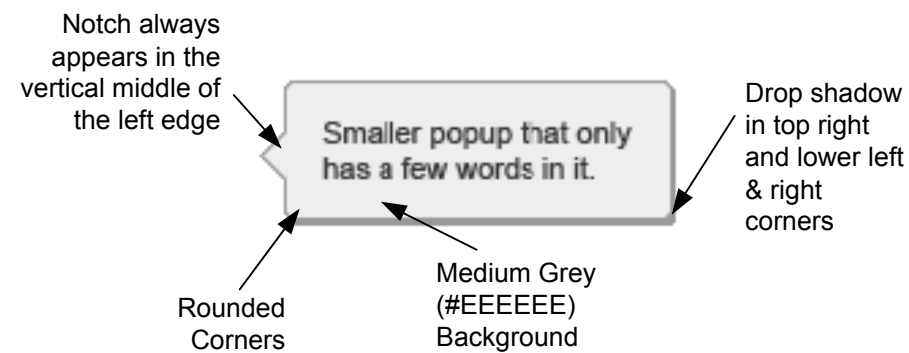 Notch always
appears in the
vertical middle of
the left edge
Smaller popup that only
has a few words in it.
Drop shadow
in top right
and lower left
& right
corners
Rounded
Corners
Medium Grey
(#EEEEEE)
Background